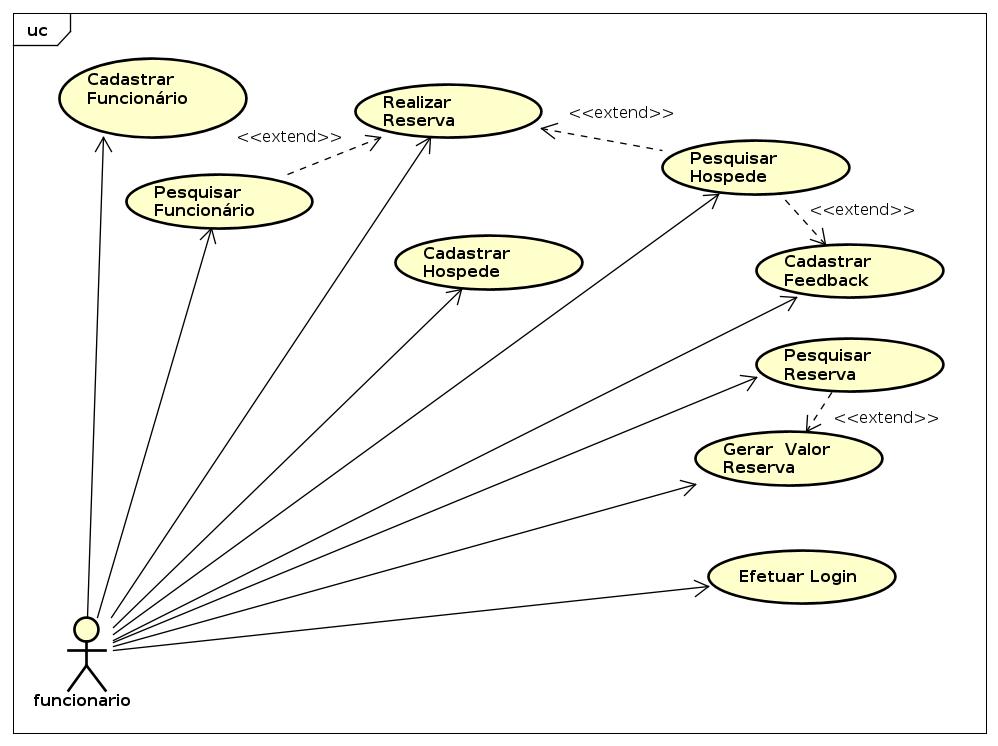 uc
Cadastrar
Funcionário
Realizar
Reserva
<<extend>>
<<extend>>
Pesquisar
Hospede
Pesquisar
Funcionário
<<extend>>
Cadastrar
Hospede
Cadastrar
Feedback
Pesquisar
Reserva
<<extend>>
Gerar Valor
Reserva
Efetuar Login
funcionario